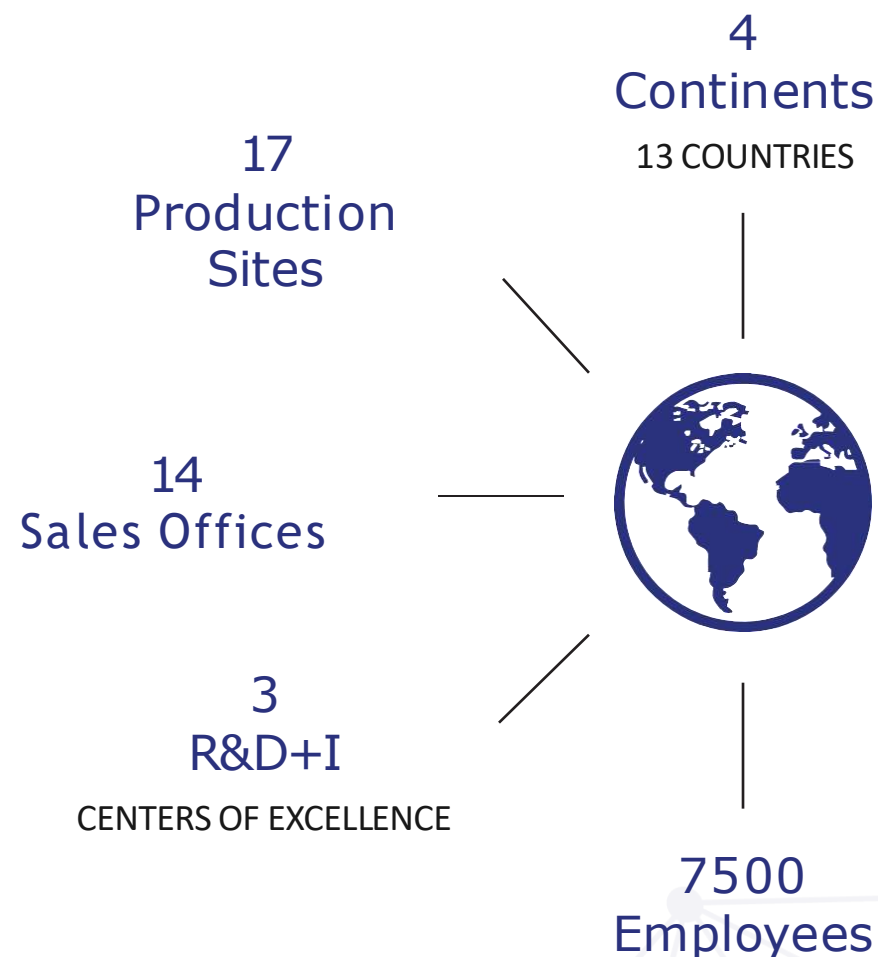 4
Continents
13 COUNTRIES
17
Production
Sites
14
Sales Offices
3
R&D+I
CENTERS OF EXCELLENCE
7500
Employees